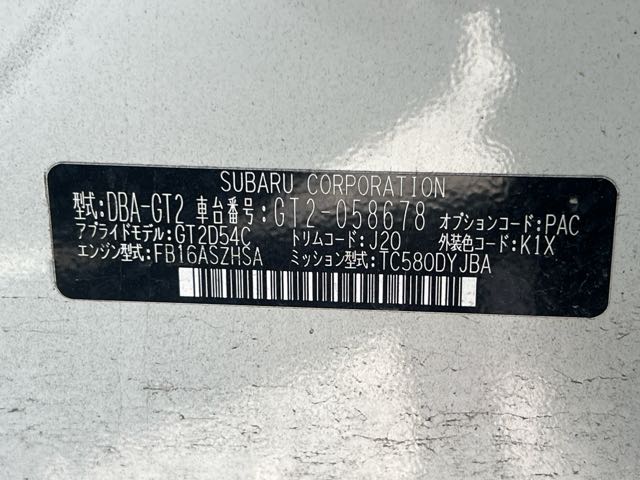 SUBARU CORPORATION
型式:DBA-GT2 車台番号:GT2-058678 オプションコード:PAC
アプライドモデル:GT2D54C トリムコード:J20 外装色コード:K1X
エンジン型式:FB16ASZHSA ミッション型式:TC580DYJBA